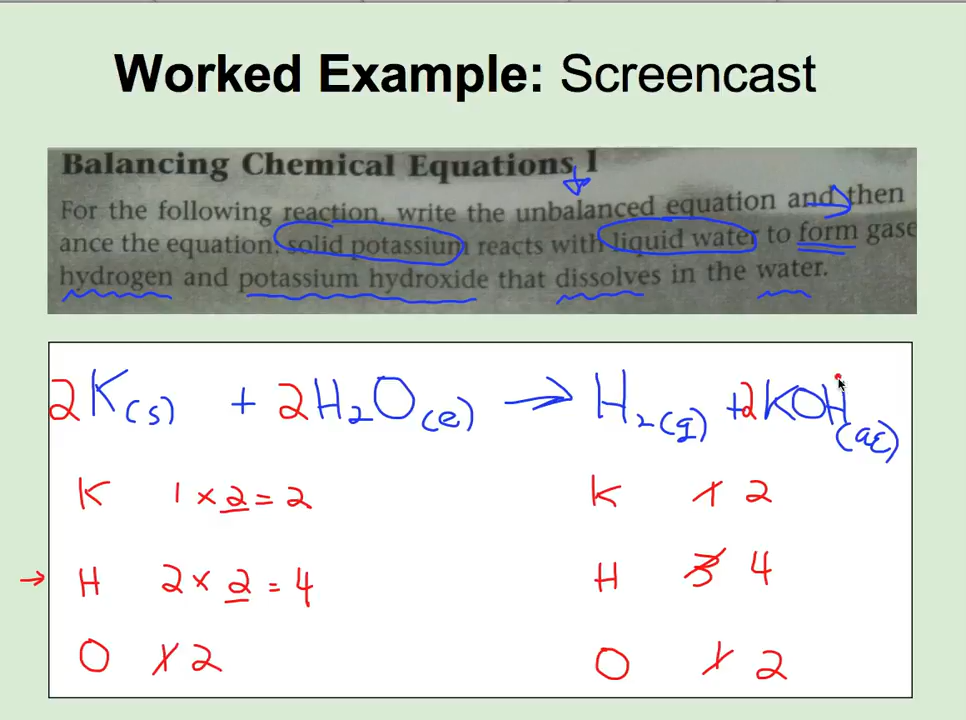 Worked Example: Screencast
Balancing Chemical Equations I
For the following reaction, write the unbalanced equation and then
ance the equation: solid potassium reacts with liquid water to form gase
hydrogen and potassium hydroxide that dissolves in the water.
2K(s) + 2H2O(l) → H2(g) + 2KOH(aq)
K 1 × 2 = 2 K 1 2
→ H 2 × 2 = 4 H 3 4
O 1 2 O 1 2